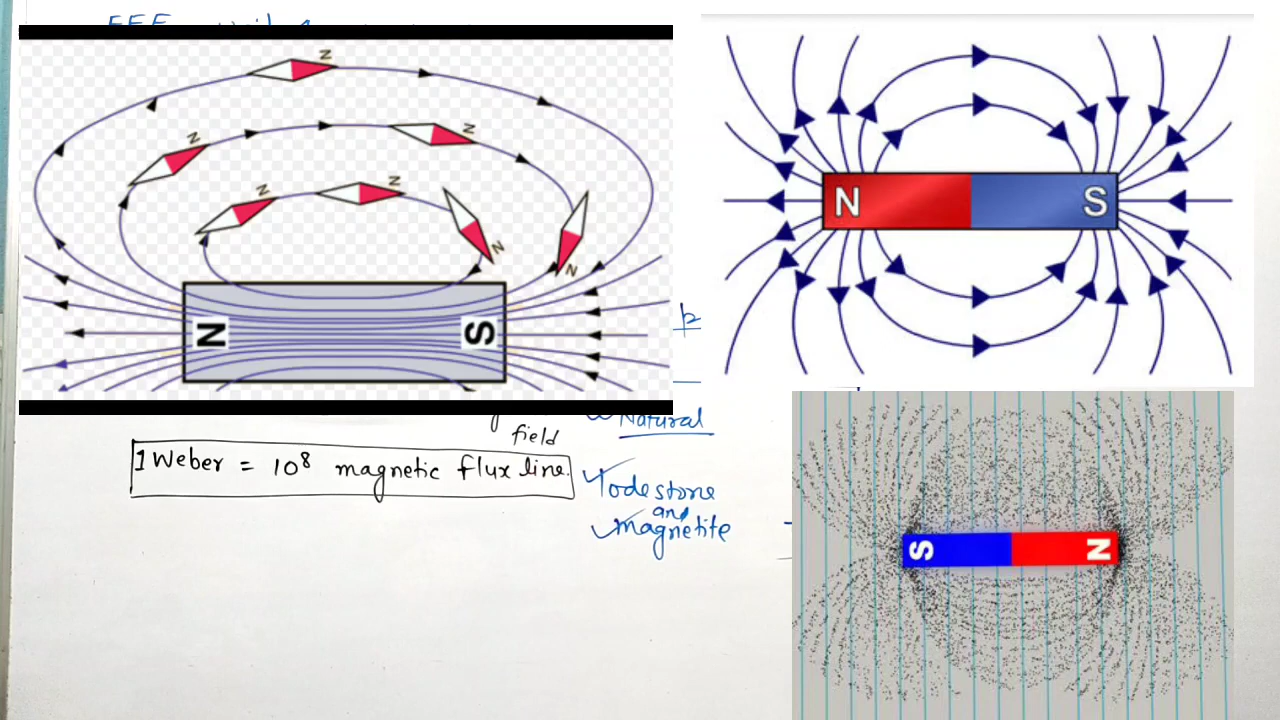 N
N
N
N
N
N
N
N
N S
N S
field
1 Weber = 10⁸ magnetic flux line.
Natural
lodestone
and
magnetite
S N